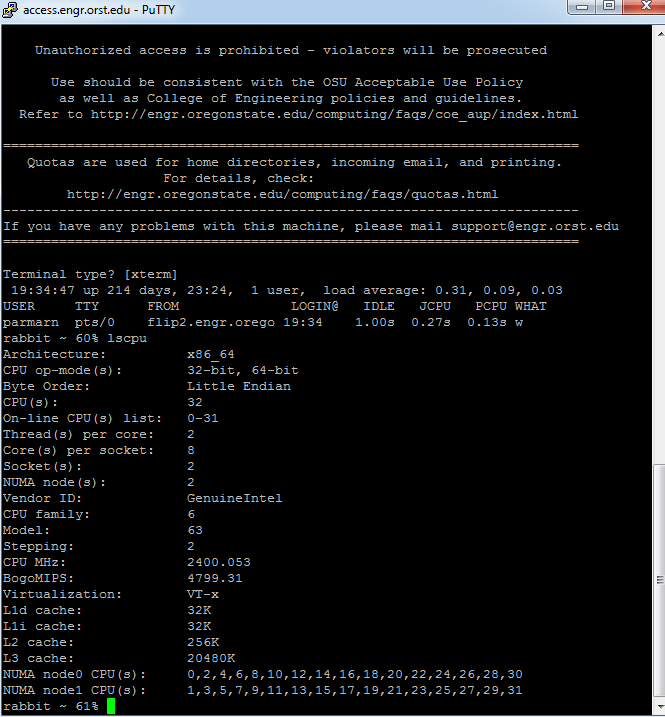 access.engr.orst.edu - PuTTY
Unauthorized access is prohibited - violators will be prosecuted
Use should be consistent with the OSU Acceptable Use Policy
as well as College of Engineering policies and guidelines.
Refer to http://engr.oregonstate.edu/computing/faqs/coe_aup/index.html
=========================================================================
Quotas are used for home directories, incoming email, and printing.
For details, check:
http://engr.oregonstate.edu/computing/faqs/quotas.html
-------------------------------------------------------------------------
If you have any problems with this machine, please mail support@engr.orst.edu
=========================================================================
Terminal type? [xterm]
19:34:47 up 214 days, 23:24,  1 user,  load average: 0.31, 0.09, 0.03
USER     TTY      FROM              LOGIN@   IDLE   JCPU   PCPU WHAT
parmarn  pts/0    flip2.engr.orego 19:34    1.00s  0.27s  0.13s w
rabbit ~ 60% lscpu
Architecture:          x86_64
CPU op-mode(s):        32-bit, 64-bit
Byte Order:            Little Endian
CPU(s):                32
On-line CPU(s) list:   0-31
Thread(s) per core:    2
Core(s) per socket:    8
Socket(s):             2
NUMA node(s):          2
Vendor ID:             GenuineIntel
CPU family:            6
Model:                 63
Stepping:              2
CPU MHz:               2400.053
BogoMIPS:              4799.31
Virtualization:        VT-x
L1d cache:             32K
L1i cache:             32K
L2 cache:              256K
L3 cache:              20480K
NUMA node0 CPU(s):     0,2,4,6,8,10,12,14,16,18,20,22,24,26,28,30
NUMA node1 CPU(s):     1,3,5,7,9,11,13,15,17,19,21,23,25,27,29,31
rabbit ~ 61%